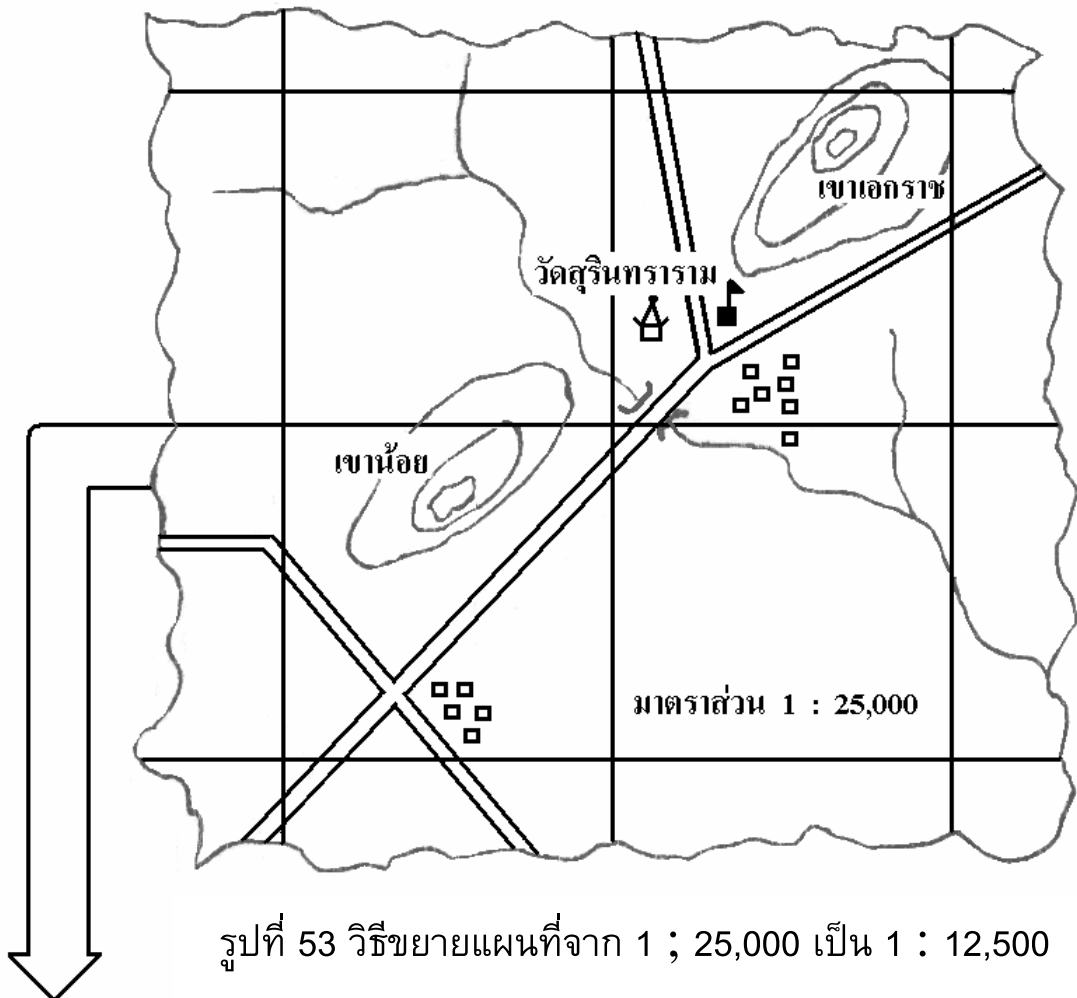 เขาเอกราช
วัดสุรินทราราม
เขาน้อย
มาตราส่วน 1 : 25,000
รูปที่ 53 วิธีขยายแผนที่จาก 1 ; 25,000 เป็น 1 : 12,500